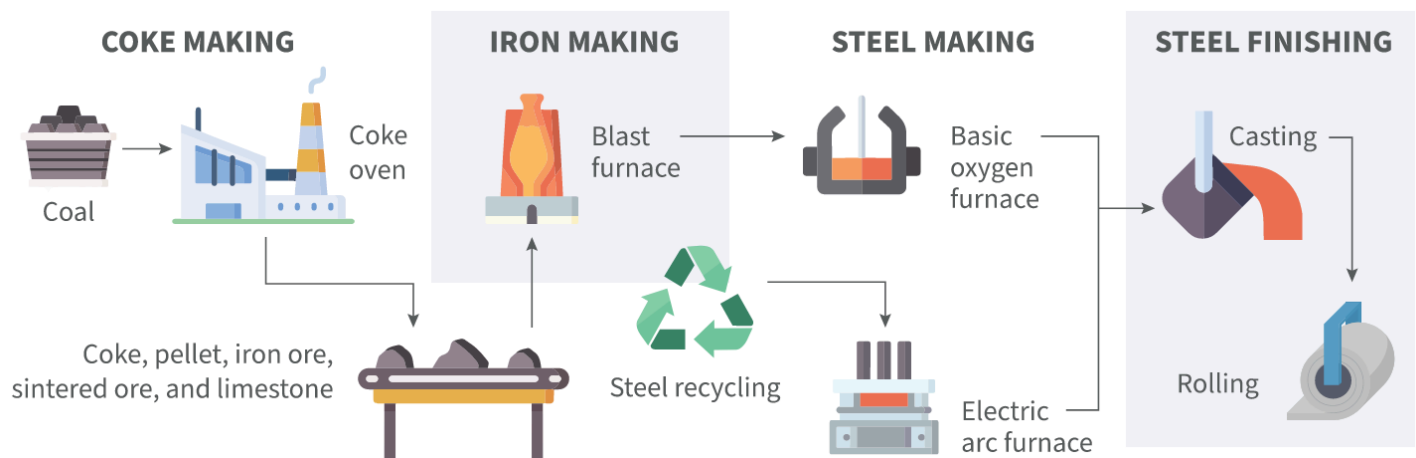 COKE MAKING
IRON MAKING
STEEL MAKING
STEEL FINISHING
Coal
Coke
oven
Blast
furnace
Basic
oxygen
furnace
Casting
Coke, pellet, iron ore,
sintered ore, and limestone
Steel recycling
Electric
arc furnace
Rolling